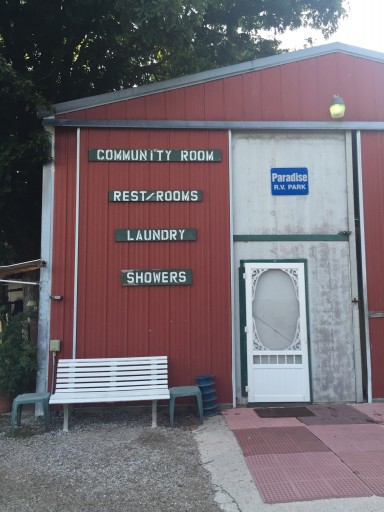 COMMUNITY ROOM
REST/ROOMS
LAUNDRY
SHOWERS
Paradise
R.V. PARK